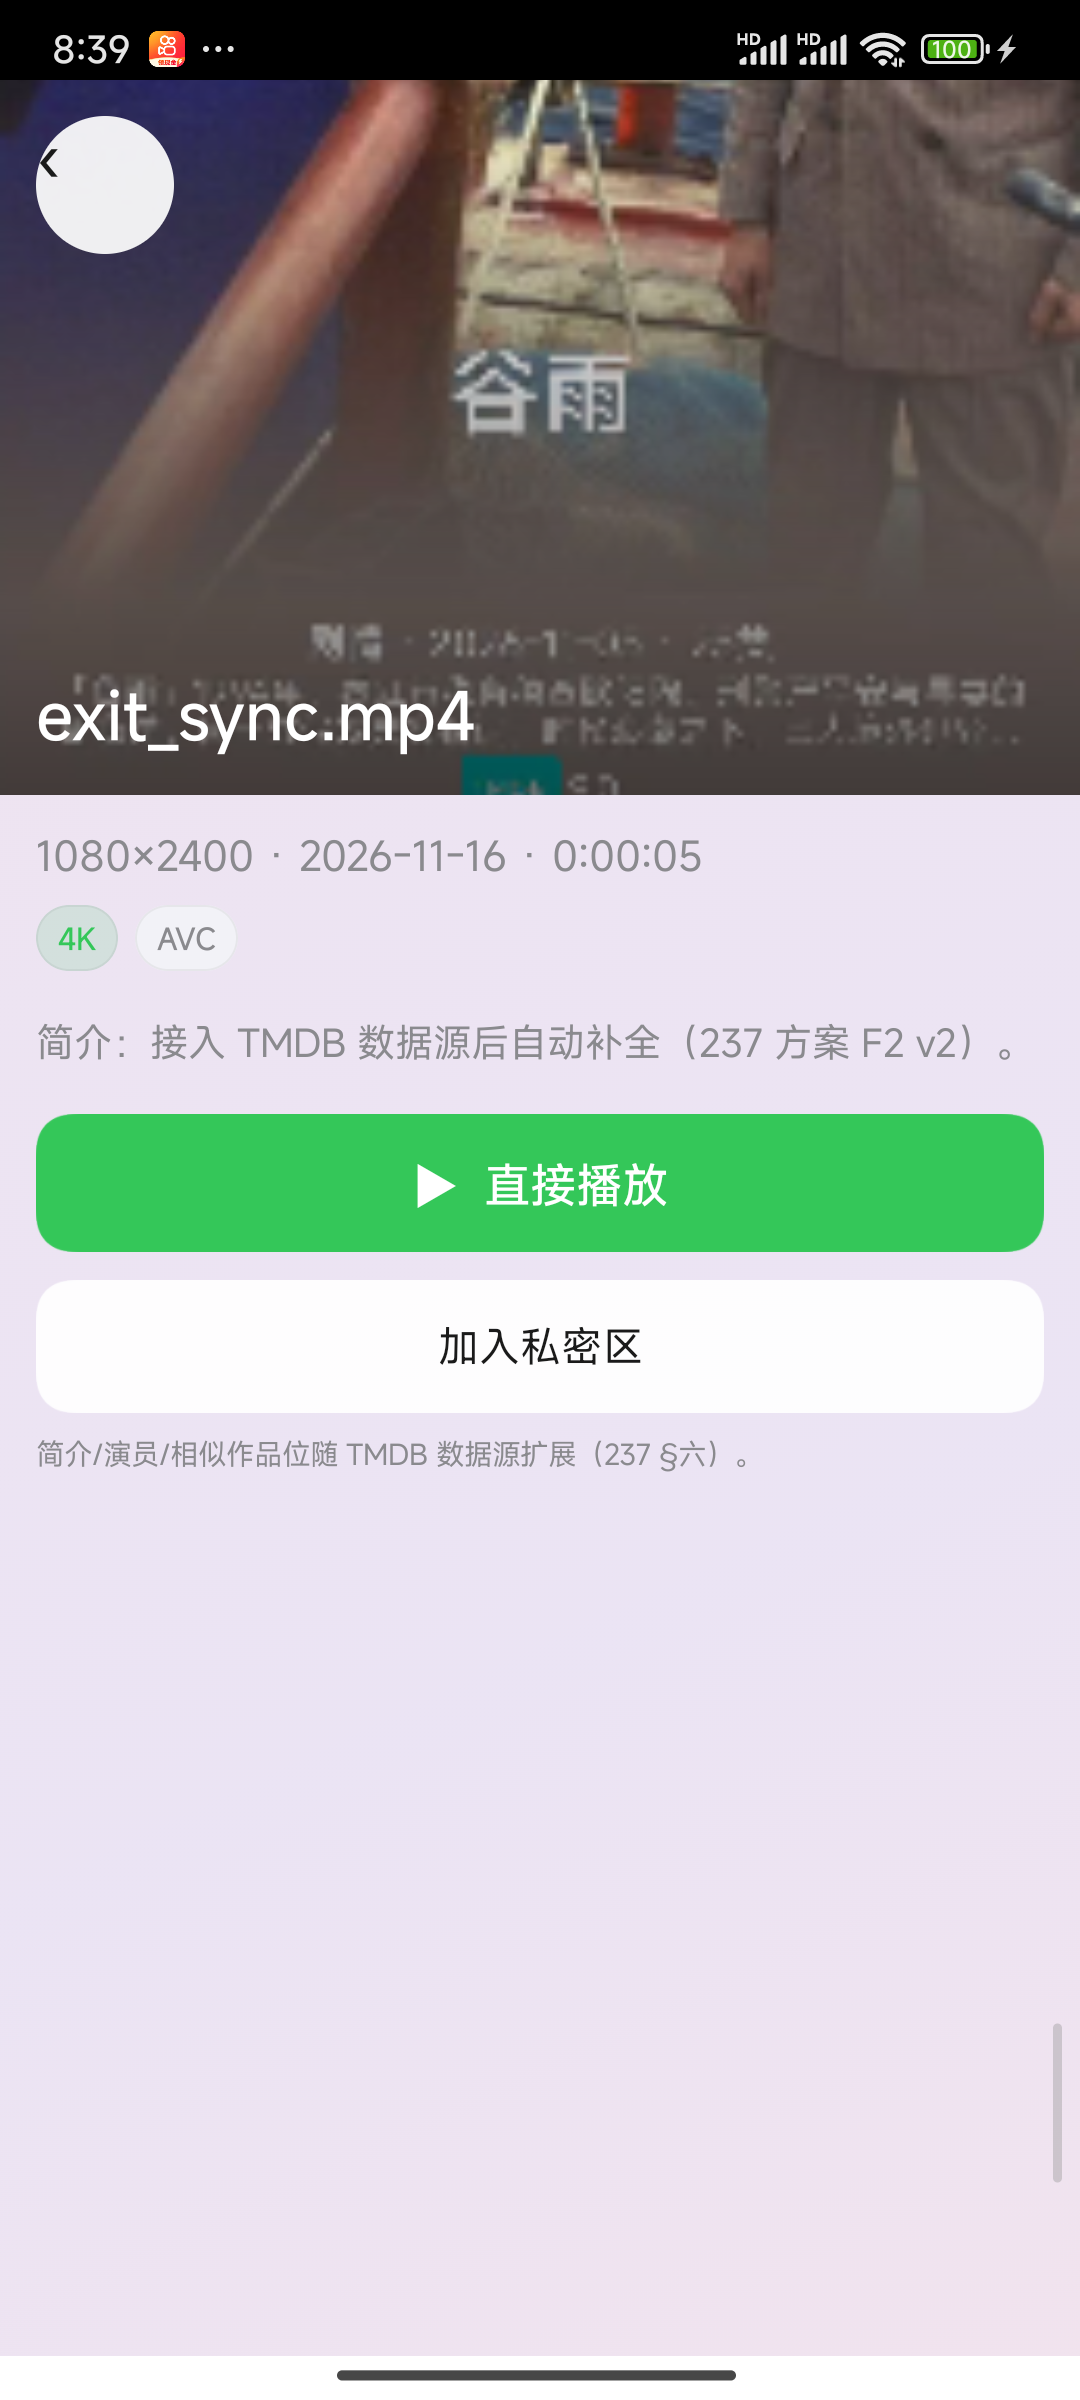 8:39
HD HD 100
谷雨
exit_sync.mp4
1080×2400 · 2026-11-16 · 0:00:05
4K AVC
简介：接入 TMDB 数据源后自动补全（237 方案 F2 v2）。
直接播放
加入私密区
简介/演员/相似作品位随 TMDB 数据源扩展（237 §六）。